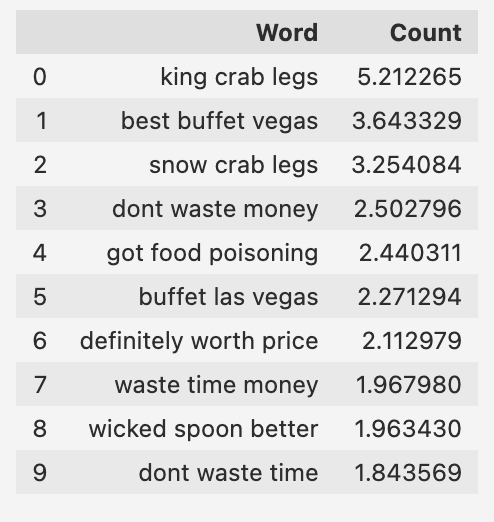 Word Count
0 king crab legs 5.212265
1 best buffet vegas 3.643329
2 snow crab legs 3.254084
3 dont waste money 2.502796
4 got food poisoning 2.440311
5 buffet las vegas 2.271294
6 definitely worth price 2.112979
7 waste time money 1.967980
8 wicked spoon better 1.963430
9 dont waste time 1.843569